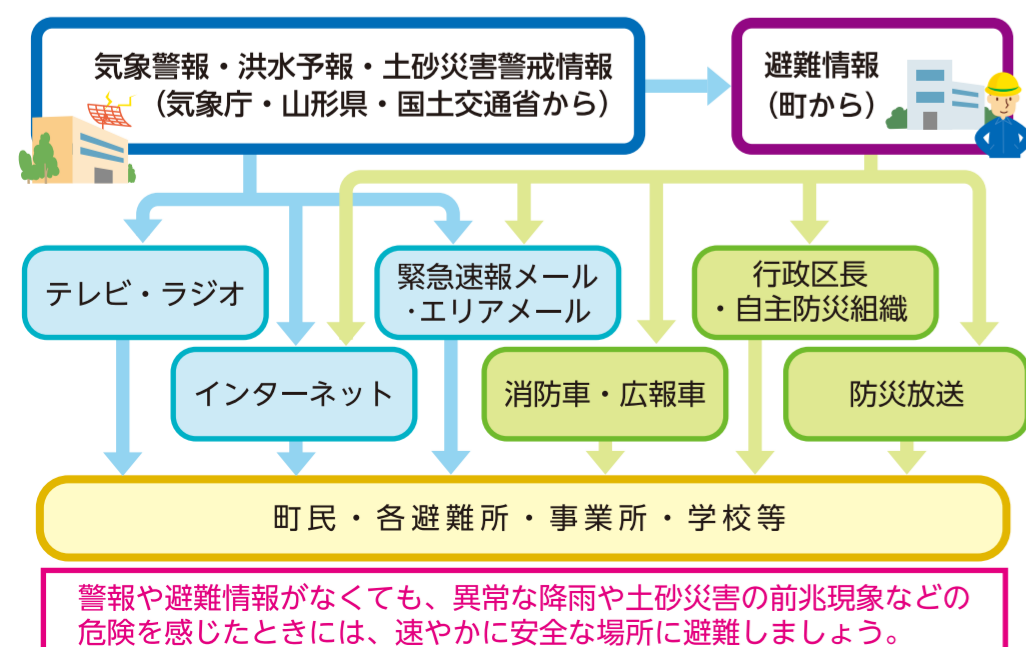 気象警報・洪水予報・土砂災害警戒情報
（気象庁・山形県・国土交通省から）
避難情報
（町から）
テレビ・ラジオ
緊急速報メール
・エリアメール
行政区長
・自主防災組織
インターネット
消防車・広報車
防災放送
町民・各避難所・事業所・学校等
警報や避難情報がなくても、異常な降雨や土砂災害の前兆現象などの
危険を感じたときには、速やかに安全な場所に避難しましょう。